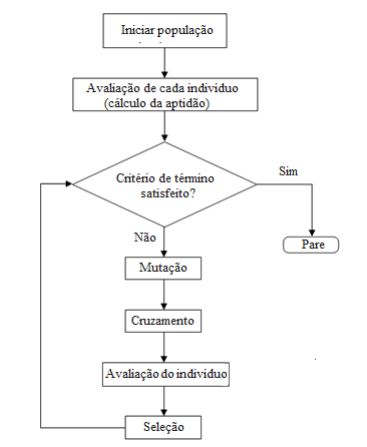 Iniciar população
Avaliação de cada indivíduo
(cálculo da aptidão)
Critério de término
satisfeito?
Sim
Não
Pare
Mutação
Cruzamento
Avaliação do indivíduo
Seleção